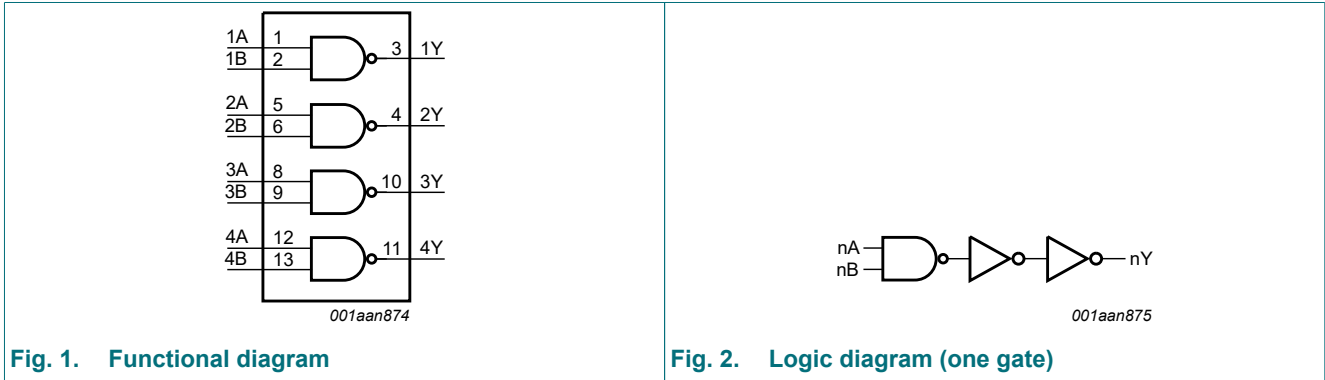 1A 1
1B 2
3 1Y
2A 5
2B 6
4 2Y
3A 8
3B 9
10 3Y
4A 12
4B 13
11 4Y
001aan874
Fig. 1. Functional diagram
nA
nB
nY
001aan875
Fig. 2. Logic diagram (one gate)